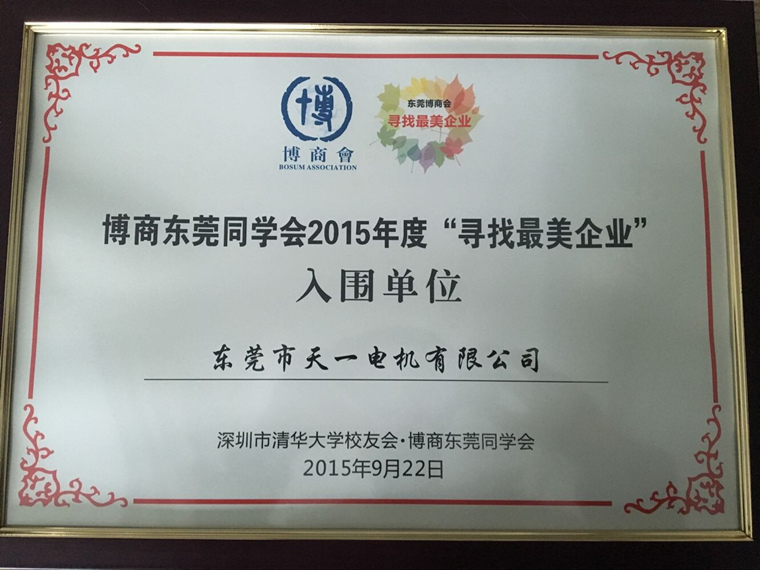 博
博商會
BOSUM ASSOCIATION
东莞博商会
寻找最美企业
博商东莞同学会2015年度“寻找最美企业”
入围单位
东莞市天一电机有限公司
深圳市清华大学校友会·博商东莞同学会
2015年9月22日